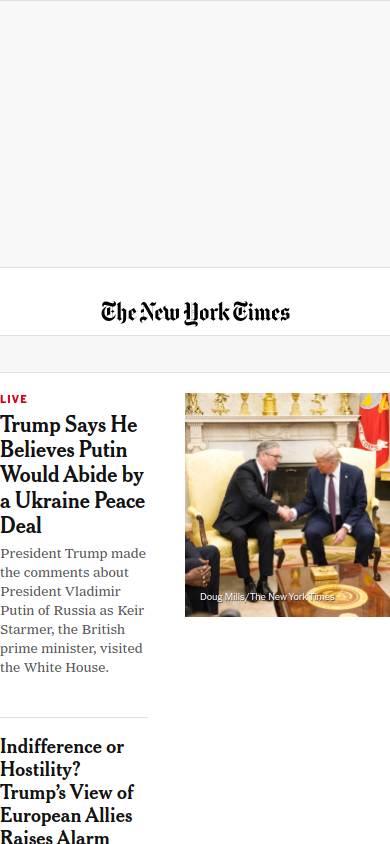 The New York Times
LIVE
Trump Says He
Believes Putin
Would Abide by
a Ukraine Peace
Deal
President Trump made
the comments about
President Vladimir
Putin of Russia as Keir
Starmer, the British
prime minister, visited
the White House.
Doug Mills/The New York Times
Indifference or
Hostility?
Trump’s View of
European Allies
Raises Alarm